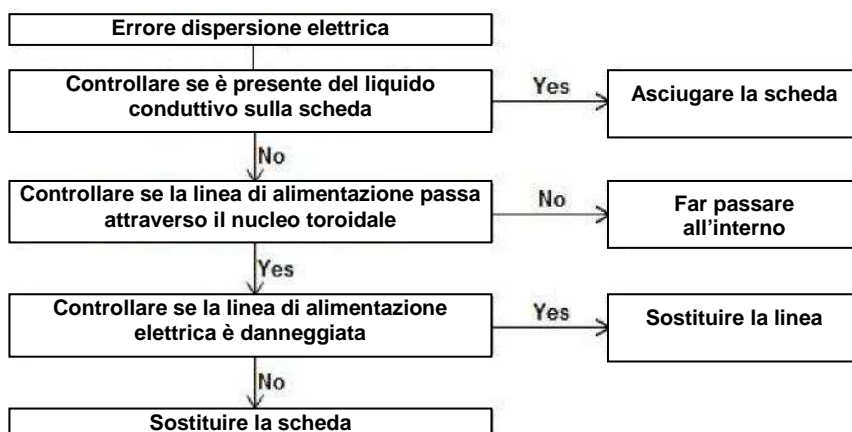 Errore dispersione elettrica
Controllare se è presente del liquido
conduttivo sulla scheda
Yes
Asciugare la scheda
No
Controllare se la linea di alimentazione passa
attraverso il nucleo toroidale
No
Far passare
all'interno
Yes
Controllare se la linea di alimentazione
elettrica è danneggiata
Yes
Sostituire la linea
No
Sostituire la scheda